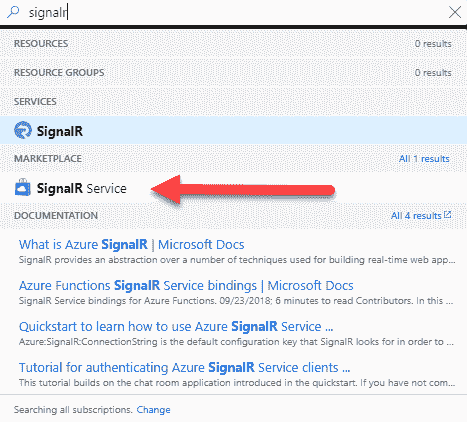 signalr
RESOURCES 0 results
RESOURCE GROUPS 0 results
SERVICES
SignalR
MARKETPLACE All 1 results
SignalR Service
DOCUMENTATION All 4 results
What is Azure SignalR | Microsoft Docs
SignalR provides an abstraction over a number of techniques used for building real-time web app...
Azure Functions SignalR Service bindings | Microsoft Docs
SignalR Service bindings for Azure Functions. 09/23/2018; 6 minutes to read Contributors. In this ...
Quickstart to learn how to use Azure SignalR Service ...
Azure:SignalR:ConnectionString is the default configuration key that SignalR looks for in order to ...
Tutorial for authenticating Azure SignalR Service clients ...
This tutorial builds on the chat room application introduced in the quickstart. If you have not com...
Searching all subscriptions. Change